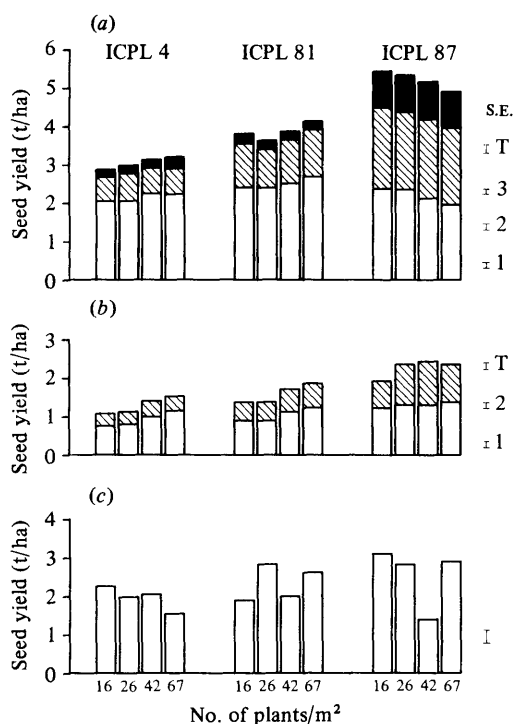 (a)
ICPL 4 ICPL 81 ICPL 87
Seed yield (t/ha)
6
5
4
3
2
1
0
S.E.
T
3
2
1
(b)
Seed yield (t/ha)
3
2
1
0
T
2
1
(c)
Seed yield (t/ha)
4
3
2
1
0
16 26 42 67 16 26 42 67 16 26 42 67
No. of plants/m²